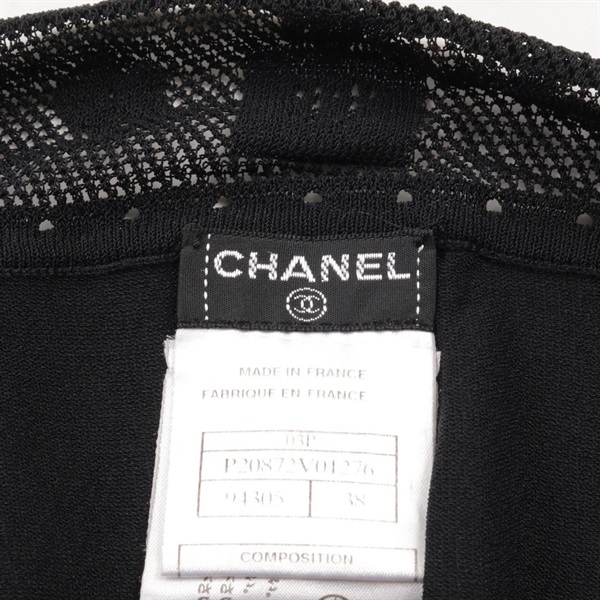 CHANEL
MADE IN FRANCE
FABRIQUE EN FRANCE
03P
P20872V01276
94305 38
COMPOSITION